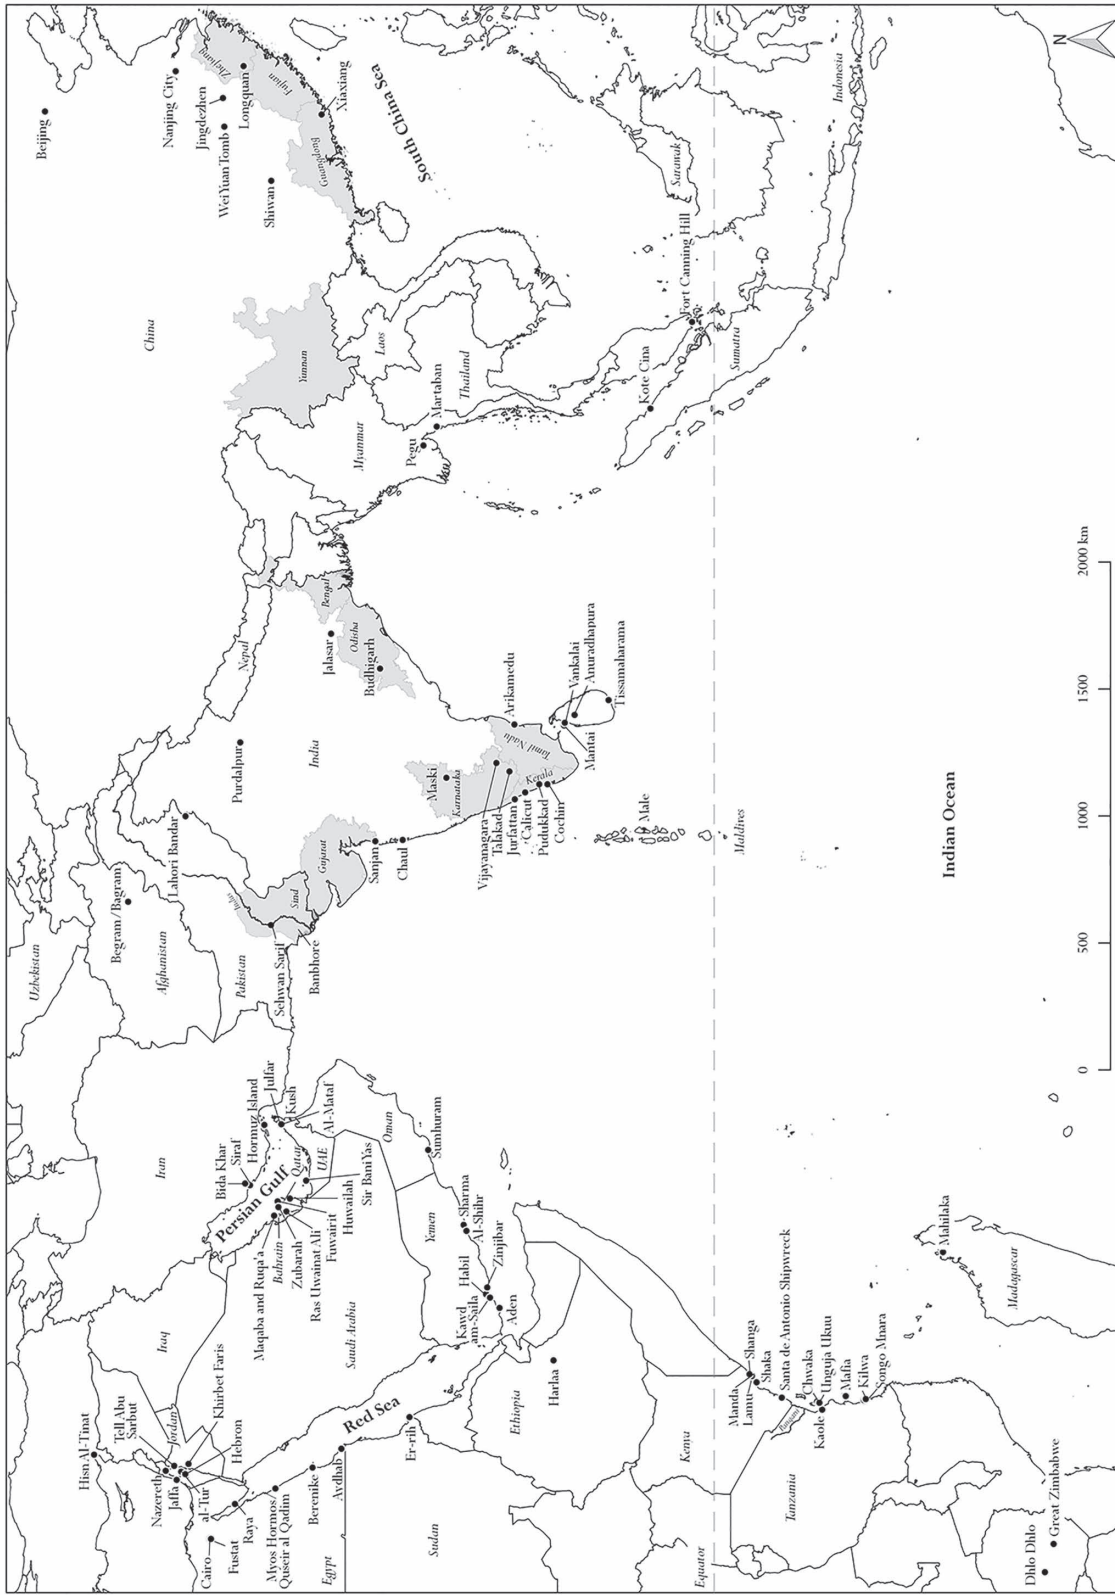 Beijing
Nanjing City
Jingdezhen
Wei Yuan Tomb
Shiwan
Zhejiang
Longquan
Fujian
Xiaxiang
Guangdong
South China Sea
China
Yunnan
Laos
Thailand
Myanmar
Martaban
Pegu
Sarawak
Indonesia
N
Fort Canning Hill
Sumatra
Kote Cina
Uzbekistan
Begram/Bagram
Afghanistan
Lahori Bandar
Pakistan
Indus
Sind
Sehwan Sarif
Banbhore
Gujarat
Sanjan
Chaul
Purdalpur
India
Nepal
Bengal
Jalasar
Odisha
Budhigarh
Maski
Karnataka
Vijayanagara
Talakad
Jurfattan
Calicut
Pudukkad
Cochin
Kerala
Tamil Nadu
Arikamedu
Mantai
Vankalai
Anuradhapura
Tissamaharama
Male
Maldives
Indian Ocean
0
500
1000
1500
2000 km
Iran
Bida Khar
Siraf
Persian Gulf
Hormuz Island
Julfar
Kush
Al-Mataf
Qatar
UAE
Sir Bani Yas
Huwailah
Fuwairit
Ras Uwainat Ali
Zubarah
Bahrain
Maqaba and Ruqa'a
Oman
Sumhuram
Yemen
Sharma
Al-Shihr
Zinjibar
Habil
Kawd
am-Saila
Aden
Saudi Arabia
Iraq
Hisn Al-Tinat
Tell Abu
Sarbut
Jordan
Khirbet Faris
Hebron
Nazereth
Jaffa
al-Tur
Cairo
Fustat
Raya
Myos Hormos/
Quseir al Qadim
Berenike
Aydhab
Red Sea
Er-rih
Egypt
Sudan
Ethiopia
Harlaa
Kenya
Equator
Manda
Lamu
Shanga
Shaka
Santa de Antonio Shipwreck
Chwaka
Unguja Ukuu
Kaole
Mafia
Kilwa
Songo Mnara
Tanzania
Mahilaka
Madagascar
Dhlo Dhlo
Great Zimbabwe